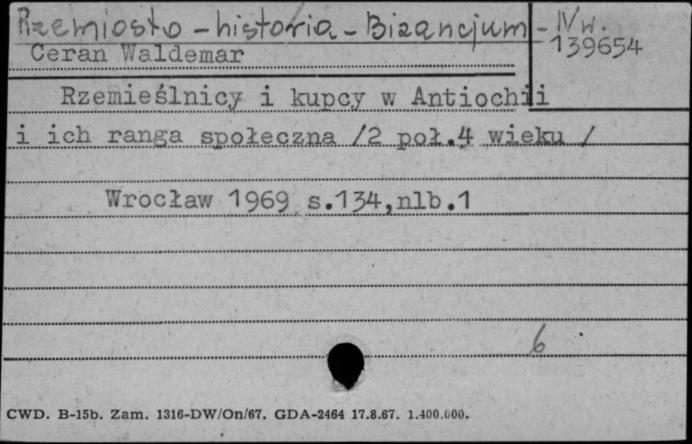 Rzemiosło - historia - Bizancjum - IV w.
139654
Ceran Waldemar
Rzemieślnicy i kupcy w Antiochii
i ich ranga społeczna /2 poł.4 wieku /
Wrocław 1969 s.134,nlb.1
6
CWD. B-15b. Zam. 1316-DW/On/67. GDA-2464 17.8.67. 1.400.000.